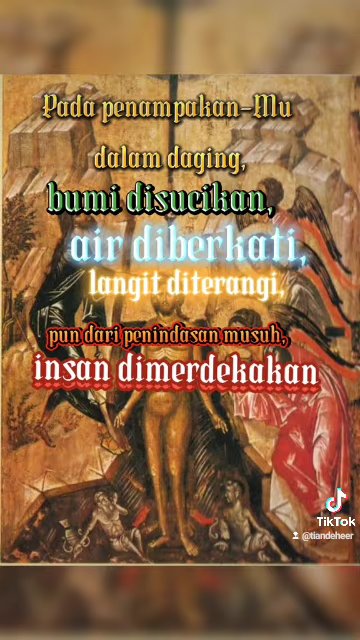 Pada penampakan-Mu
dalam daging,
bumi disucikan,
air diberkati,
langit diterangi,
pun dari penindasan musuh,
insan dimerdekakan
TikTok
@tiandeheer